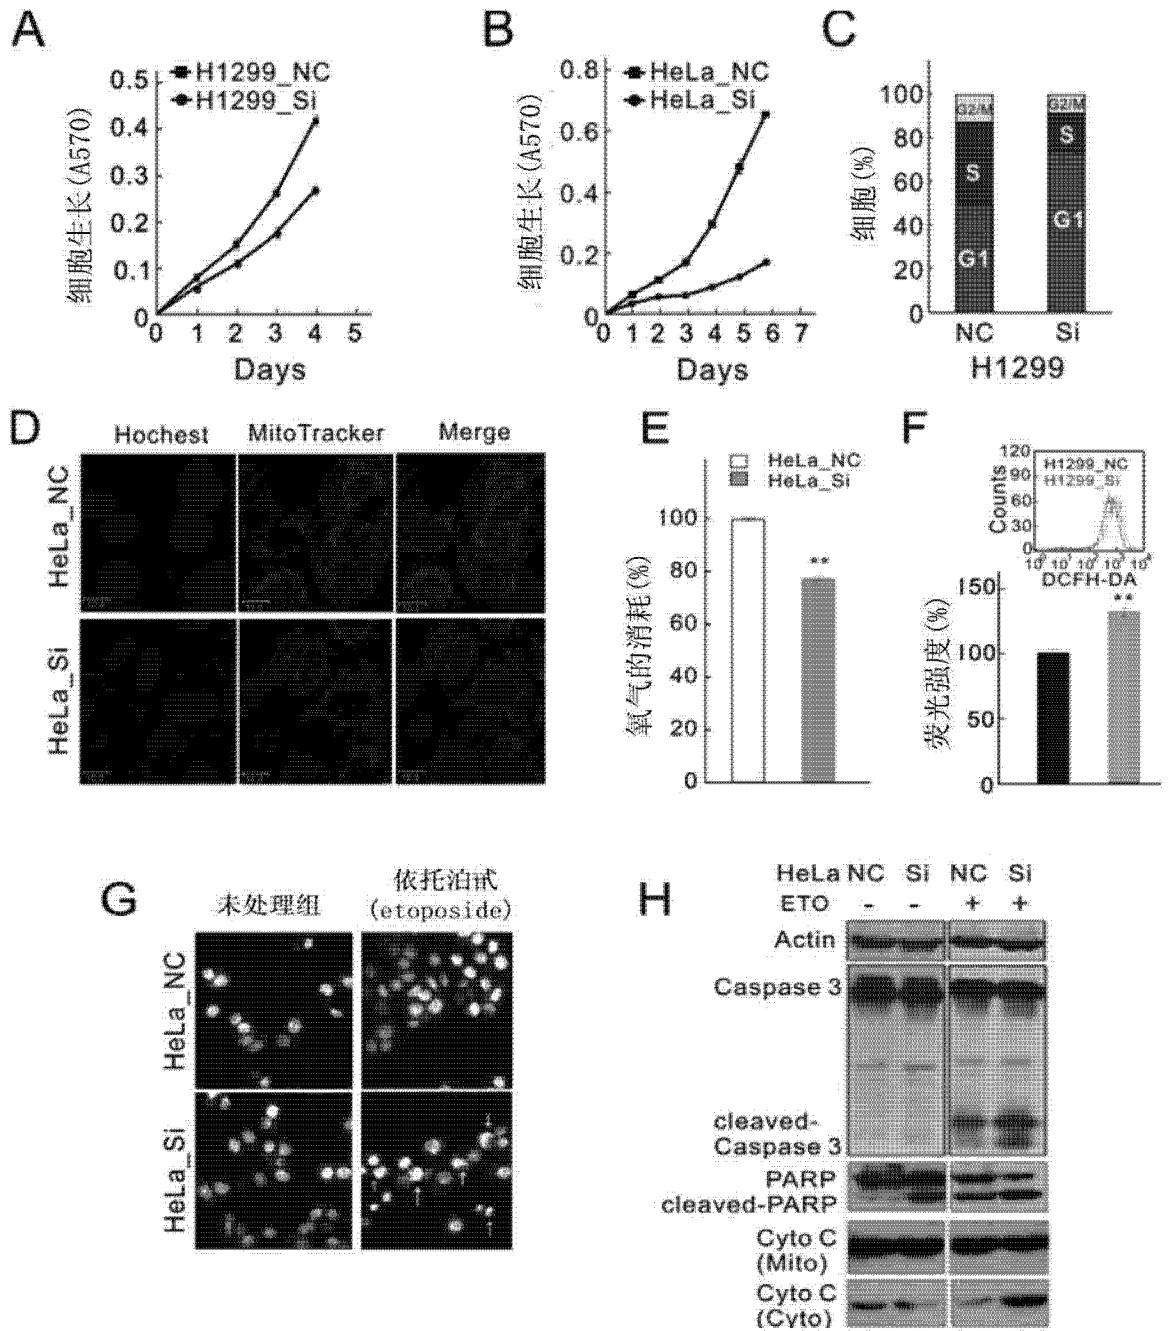 A
H1299_NC
H1299_Si
细胞生长(A570)
0.5
0.4
0.3
0.2
0.1
0
0 1 2 3 4 5
Days
B
HeLa_NC
HeLa_Si
细胞生长(A570)
0.8
0.6
0.4
0.2
0
0 1 2 3 4 5 6 7
Days
C
细胞(%)
100
80
60
40
20
0
G2/M
S
G1
G2/M
S
G1
NC Si
H1299
D
Hochest MitoTracker Merge
HeLa_NC
HeLa_Si
E
HeLa_NC
HeLa_Si
氧气的消耗(%)
100
80
60
40
20
0
**
F
Counts
120
90
60
30
0
H1299_NC
H1299_Si
DCFH-DA
荧光强度(%)
150
100
50
0
**
G
未处理组
依托泊甙
(etoposide)
HeLa_NC
HeLa_Si
H
HeLa NC Si NC Si
ETO - - + +
Actin
Caspase 3
cleaved-
Caspase 3
PARP
cleaved-PARP
Cyto C
(Mito)
Cyto C
(Cyto)